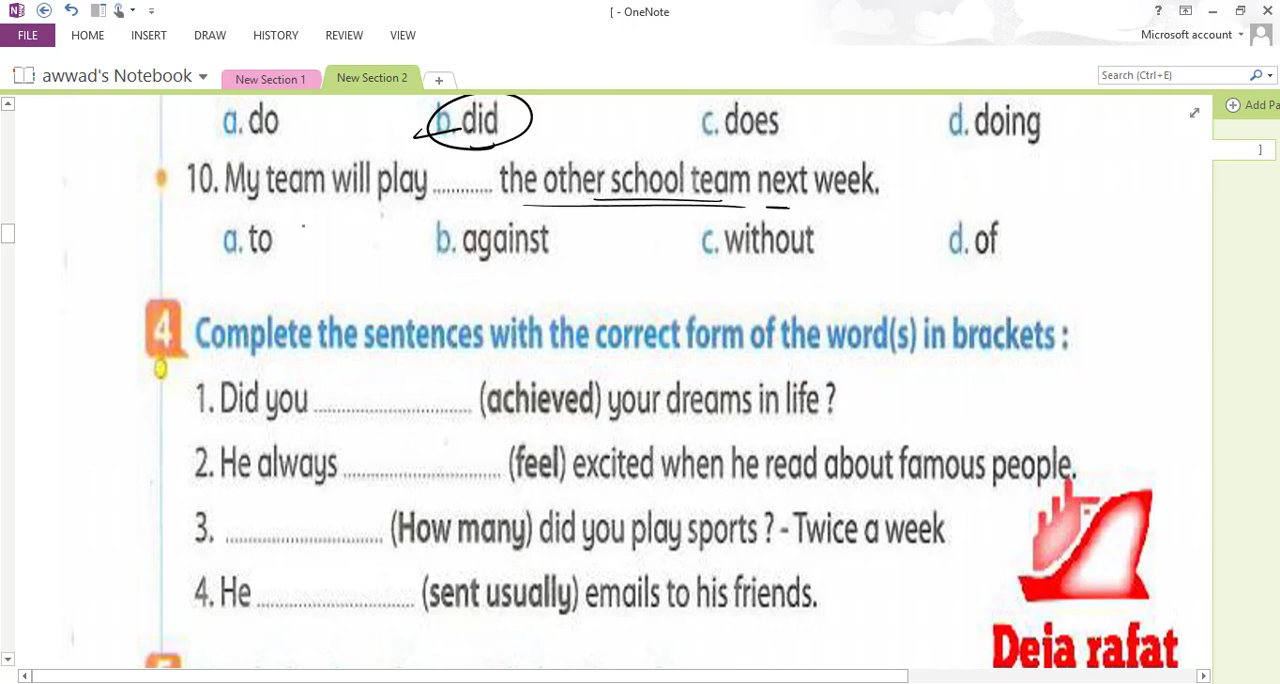 [ - OneNote
?
FILE HOME INSERT DRAW HISTORY REVIEW VIEW Microsoft account
awwad's Notebook New Section 1 New Section 2 + Search (Ctrl+E)
Add Pa
a. do b. did c. does d. doing
10. My team will play ........... the other school team next week.
]
a. to b. against c. without d. of
4 Complete the sentences with the correct form of the word(s) in brackets :
1. Did you ............................ (achieved) your dreams in life ?
2. He always ............................ (feel) excited when he read about famous people.
3. ............................ (How many) did you play sports ? - Twice a week
4. He ............................ (sent usually) emails to his friends.
Deja rafat